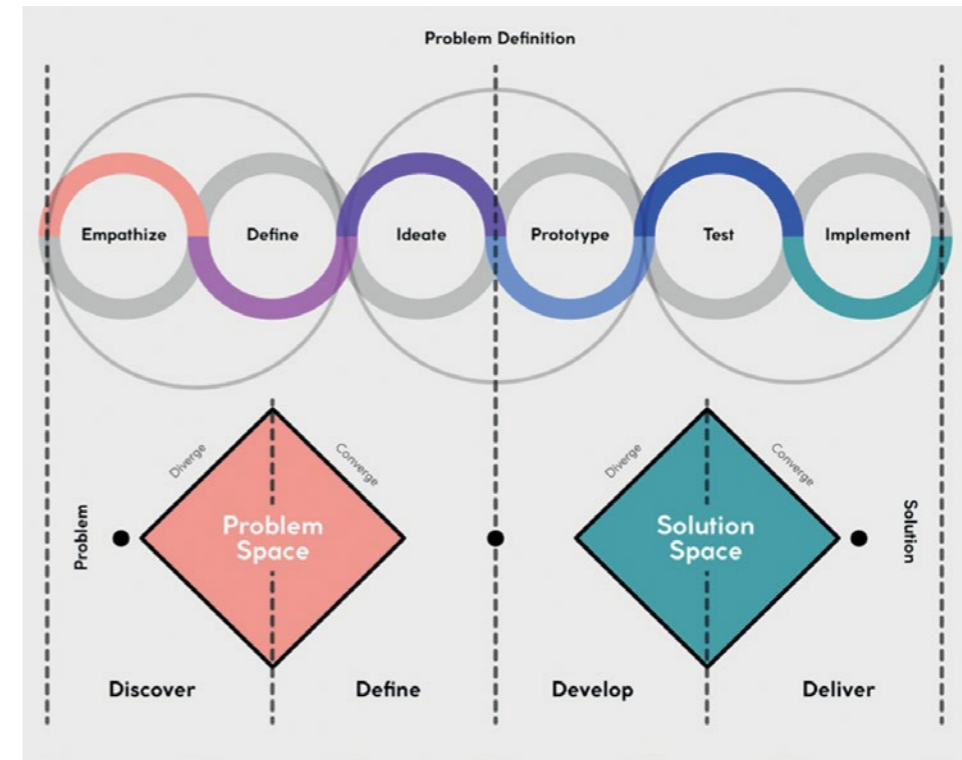 Problem Definition
Empathize
Define
Ideate
Prototype
Test
Implement
Diverge
Converge
Diverge
Converge
Problem
Problem
Space
Solution
Space
Solution
Discover
Define
Develop
Deliver